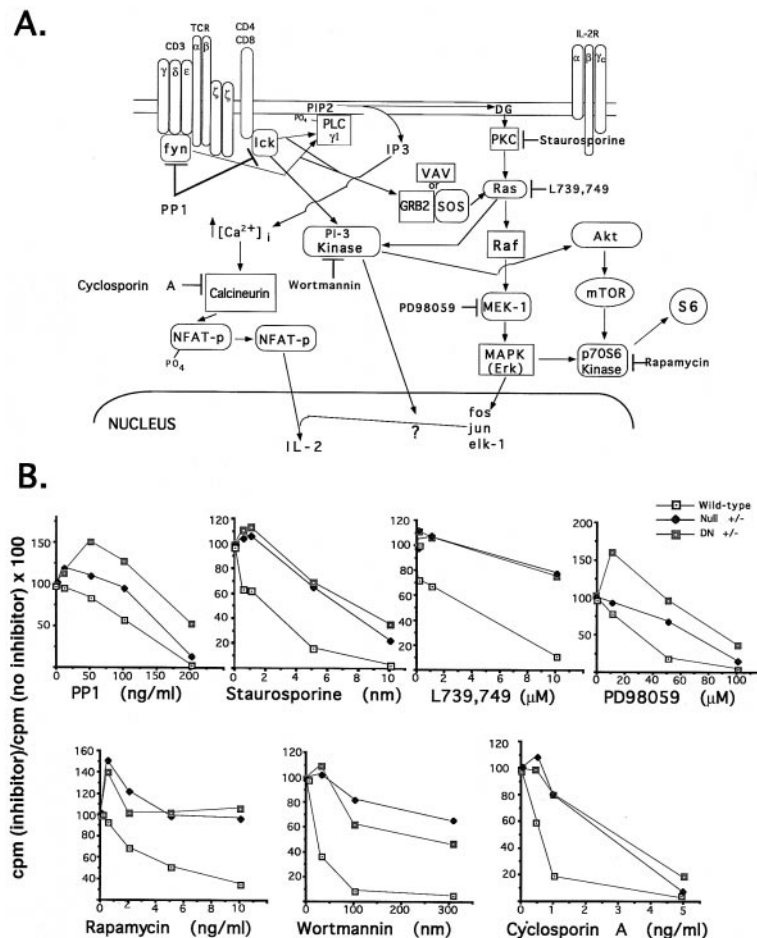 A.
CD3
TCR
CD4
CD8
IL-2R
α β
α β γc
γ δ ε
ζ ζ
PIP2
DG
PO4
PLC
γ1
lck
fyn
IP3
PKC
Staurosporine
VAV
or
GRB2
SOS
Ras
L739,749
PP1
[Ca2+] i
PI-3
Kinase
Raf
Akt
Cyclosporin A
Calcineurin
Wortmannin
PD98059
MEK-1
mTOR
S6
NFAT-p
NFAT-p
PO4
MAPK
(Erk)
p70S6
Kinase
Rapamycin
NUCLEUS
IL-2
?
fos
jun
elk-1
B.
Wild-type
Null +/-
DN +/-
cpm (inhibitor)/cpm (no inhibitor) x 100
150
100
50
0 50 100 150 200
PP1 (ng/ml)
120
100
80
60
40
20
0 2 4 6 8 10
Staurosporine (nm)
120
100
80
60
40
20
0 2 4 6 8 10
L739,749 (μM)
200
150
100
50
0 20 40 60 80 100
PD98059 (μM)
160
140
120
100
80
60
40
0 2 4 6 8 10
Rapamycin (ng/ml)
120
100
80
60
40
20
0 100 200 300
Wortmannin (nm)
120
100
80
60
40
20
0 1 2 3 4 5
Cyclosporin A (ng/ml)